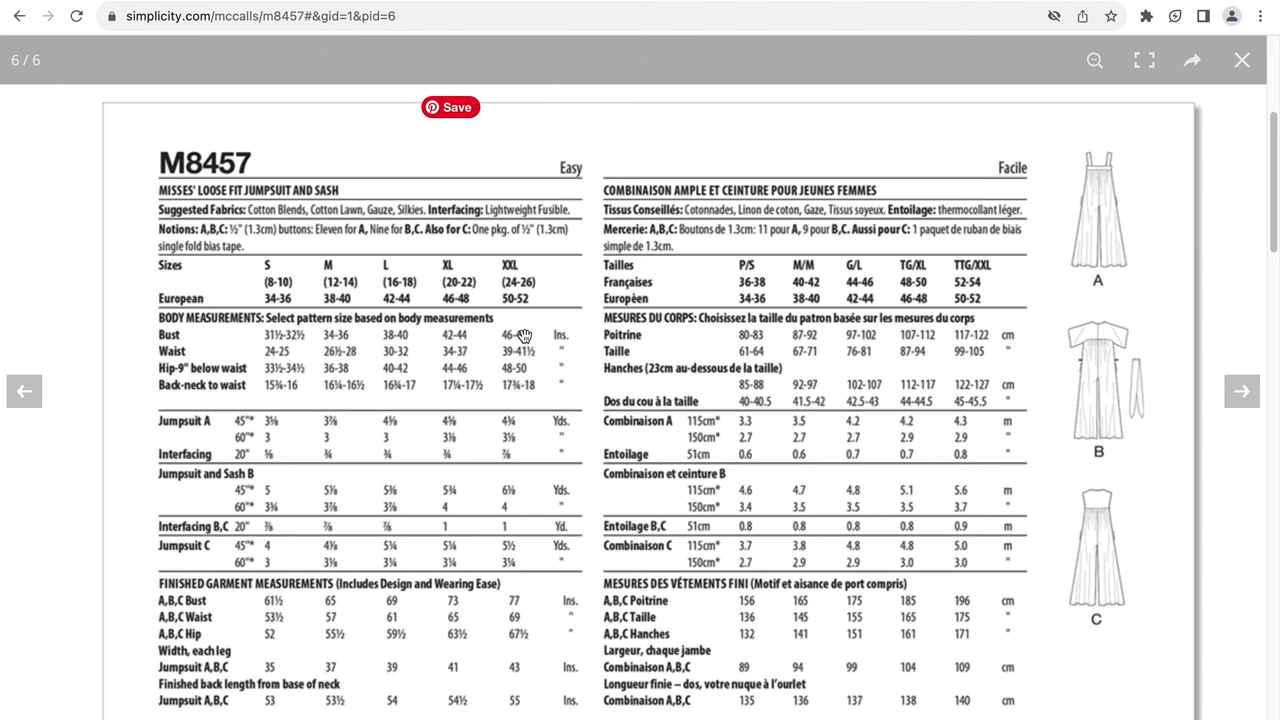 simplicity.com/mccalls/m8457#&gid=1&pid=6
6 / 6
Save
M8457
Easy
MISSES' LOOSE FIT JUMPSUIT AND SASH
Suggested Fabrics: Cotton Blends, Cotton Lawn, Gauze, Silkies. Interfacing: Lightweight Fusible.
Notions: A,B,C: ½" (1.3cm) buttons: Eleven for A, Nine for B,C. Also for C: One pkg. of ½" (1.3cm)
single fold bias tape.
Sizes S M L XL XXL
(8-10) (12-14) (16-18) (20-22) (24-26)
European 34-36 38-40 42-44 46-48 50-52
BODY MEASUREMENTS: Select pattern size based on body measurements
Bust 31½-32½ 34-36 38-40 42-44 Ins.
Waist 24-25 26½-28 30-32 34-37 39-41½ "
Hip-9" below waist 33½-34½ 36-38 40-42 44-46 48-50 "
Back-neck to waist 15¾-16 16¼-16½ 16¾-17 17¼-17½ 17¾-18 "
Jumpsuit A 45"* 4¾ Yds.
60"* 3 3 3 3⅛ 3⅛ "
Interfacing 20" ⅝ ¾ ¾ ¾ ⅞ "
Jumpsuit and Sash B
45"* 5 5⅛ 5⅜ 5¾ 6⅛ Yds.
60"* 3¾ 3⅞ 3⅞ 4 4 "
Interfacing B,C 20" ⅞ ⅞ ⅞ 1 1 Yd.
Jumpsuit C 45"* 4 4⅛ 5¼ 5¼ 5½ Yds.
60"* 3 3⅛ 3¼ 3¼ 3¼ "
FINISHED GARMENT MEASUREMENTS (Includes Design and Wearing Ease)
A,B,C Bust 61½ 65 69 73 77 Ins.
A,B,C Waist 53½ 57 61 65 69 "
A,B,C Hip 52 55½ 59½ 63½ 67½ "
Width, each leg
Jumpsuit A,B,C 35 37 39 41 43 Ins.
Finished back length from base of neck
Jumpsuit A,B,C 53 53½ 54 54½ 55 Ins.
Facile
COMBINAISON AMPLE ET CEINTURE POUR JEUNES FEMMES
Tissus Conseillés: Cotonnades, Linon de coton, Gaze, Tissus soyeux. Entoilage: thermocollant léger.
Mercerie: A,B,C: Boutons de 1.3cm: 11 pour A, 9 pour B,C. Aussi pour C: 1 paquet de ruban de biais
simple de 1.3cm.
Tailles P/S M/M G/L TG/XL TTG/XXL
Françaises 36-38 40-42 44-46 48-50 52-54
Europèen 34-36 38-40 42-44 46-48 50-52
MESURES DU CORPS: Choisissez la taille du patron basée sur les mesures du corps
Poitrine 80-83 87-92 97-102 107-112 117-122 cm
Taille 61-64 67-71 76-81 87-94 99-105 "
Hanches (23cm au-dessous de la taille)
85-88 92-97 102-107 112-117 122-127 cm
Dos du cou à la taille 40-40.5 41.5-42 42.5-43 44-44.5 45-45.5 "
Combinaison A 115cm* 3.3 3.5 4.2 4.2 4.3 m
150cm* 2.7 2.7 2.7 2.9 2.9 "
Entoilage 51cm 0.6 0.6 0.7 0.7 0.8 "
Combinaison et ceinture B
115cm* 4.6 4.7 4.8 5.1 5.6 m
150cm* 3.4 3.5 3.5 3.5 3.7 "
Entoilage B,C 51cm 0.8 0.8 0.8 0.8 0.9 m
Combinaison C 115cm* 3.7 3.8 4.8 4.8 5.0 m
150cm* 2.7 2.9 2.9 3.0 3.0 "
MESURES DES VÉTEMENTS FINI (Motif et aisance de port compris)
A,B,C Poitrine 156 165 175 185 196 cm
A,B,C Taille 136 145 155 165 175 "
A,B,C Hanches 132 141 151 161 171 "
Largeur, chaque jambe
Combinaison A,B,C 89 94 99 104 109 cm
Longueur finie – dos, votre nuque à l'ourlet
Combinaison A,B,C 135 136 137 138 140 cm
A
B
C